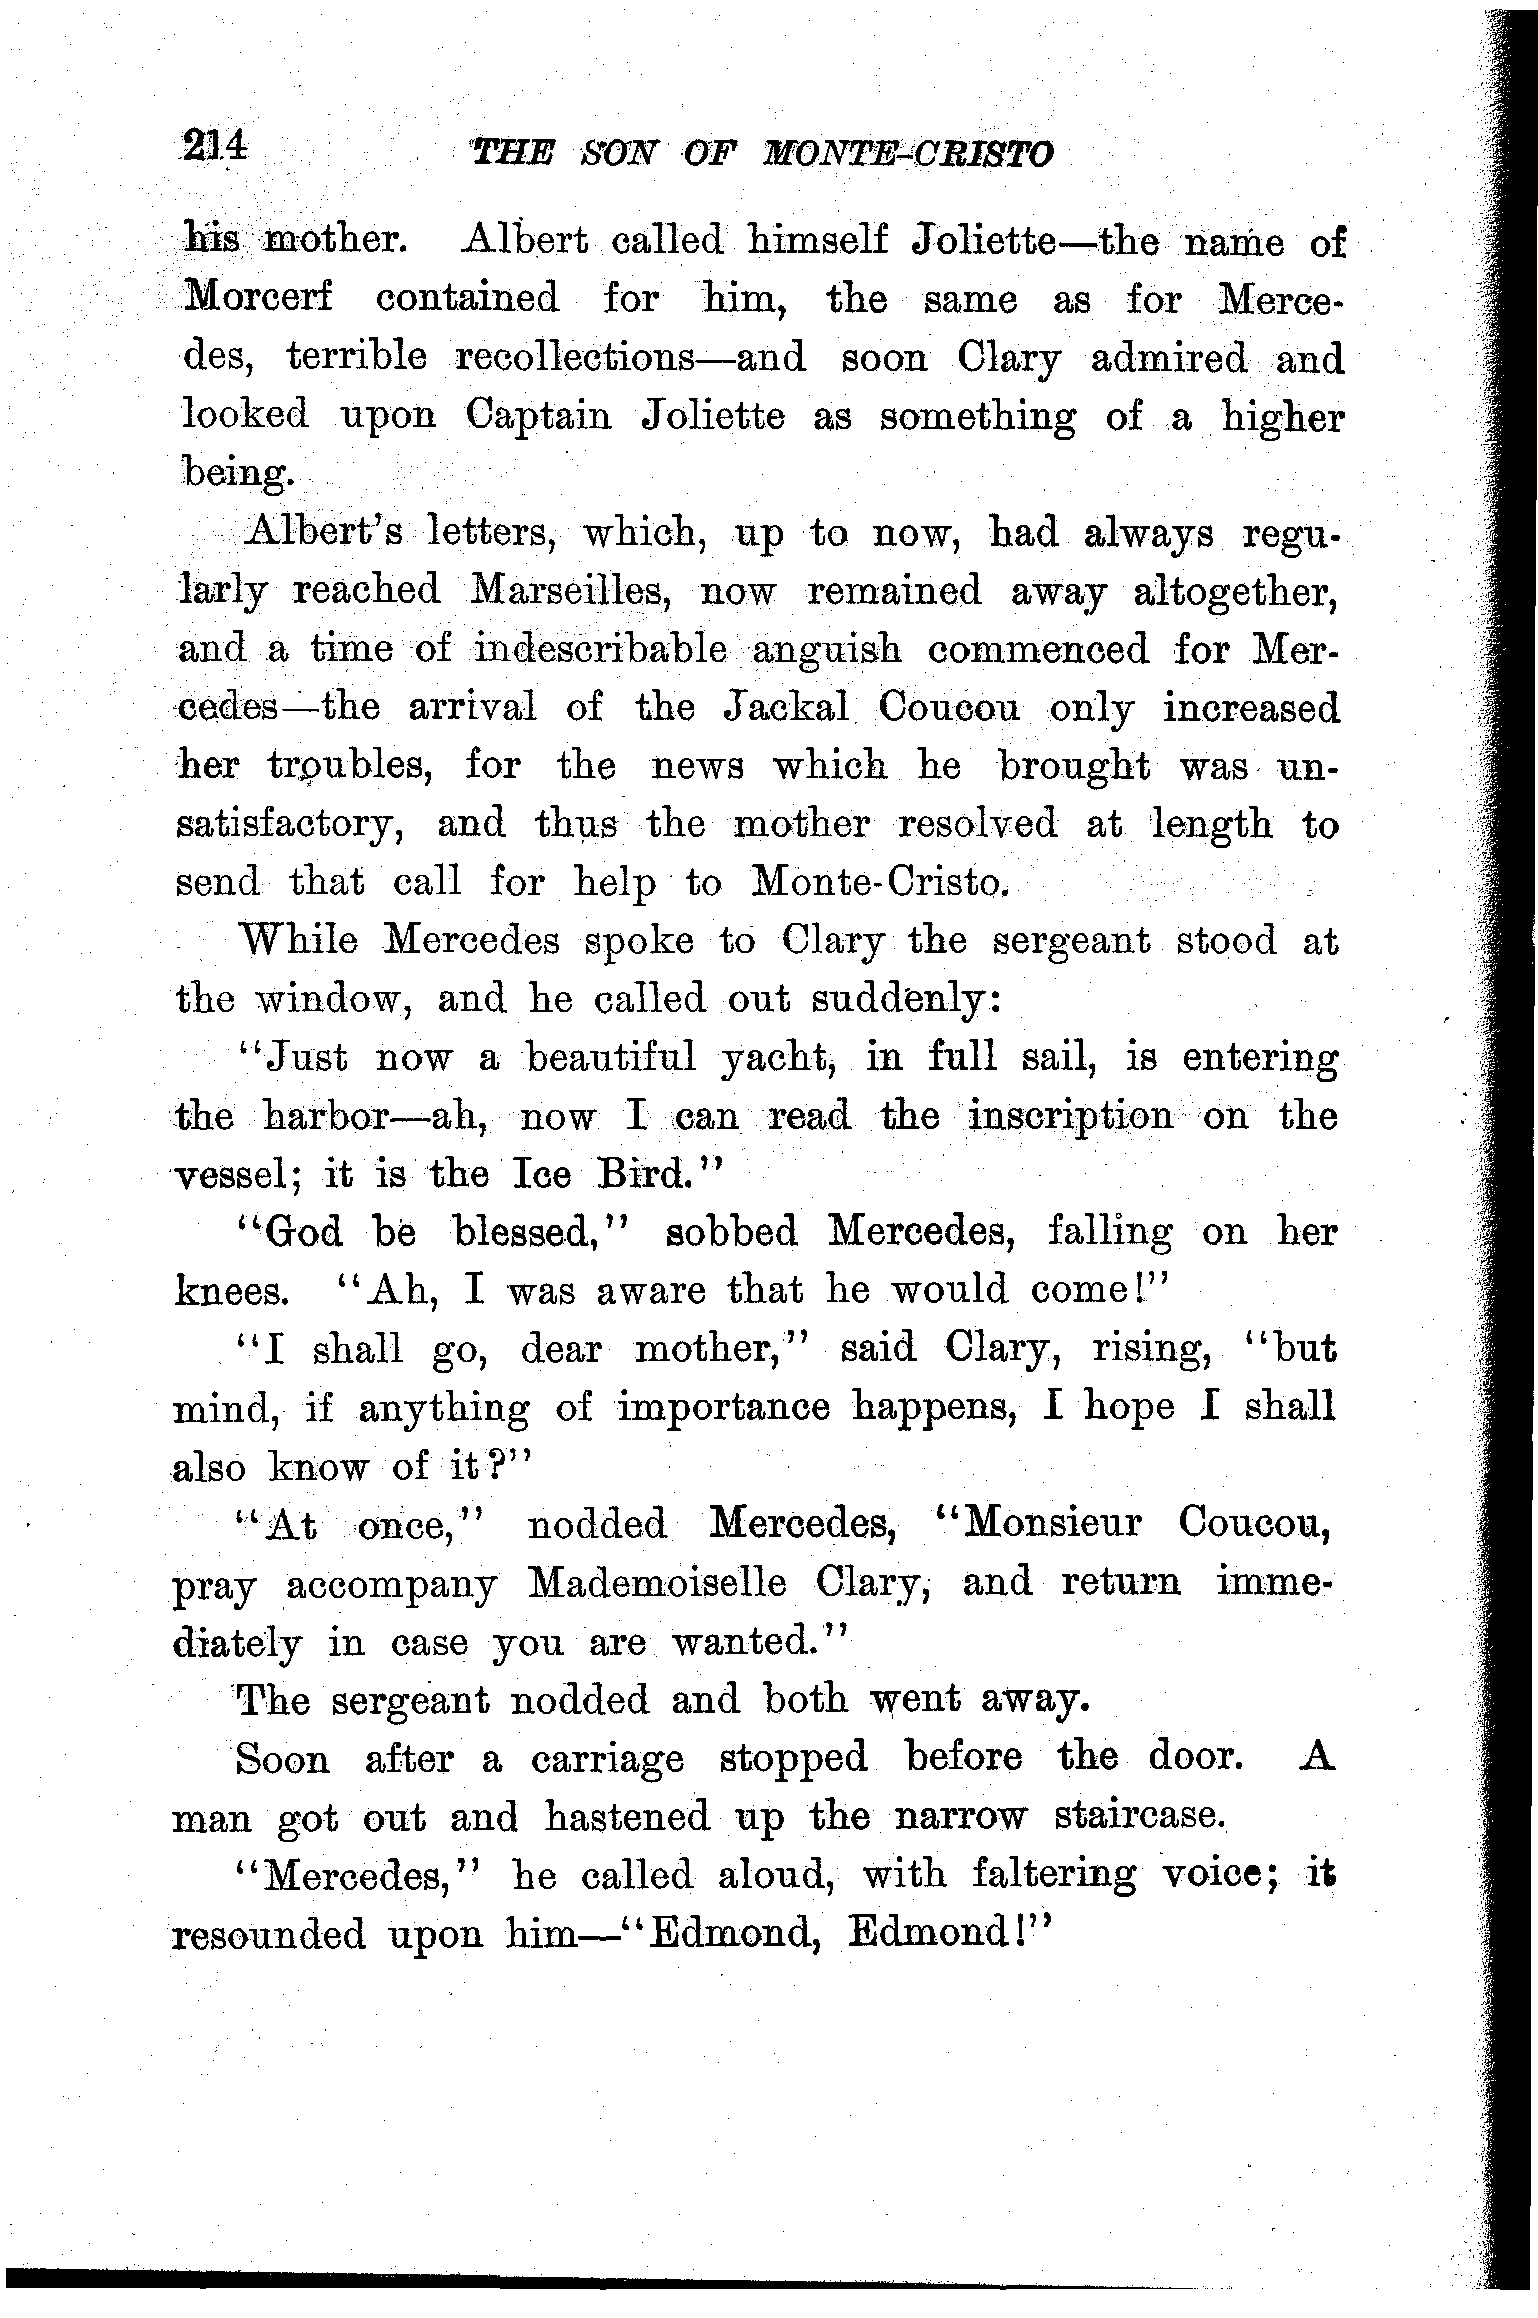 214 THE SON OF MONTE-CRISTO
his mother. Albert called himself Joliette—the name of
Morcerf contained for him, the same as for Merce-
des, terrible recollections—and soon Clary admired and
looked upon Captain Joliette as something of a higher
being.
Albert's letters, which, up to now, had always regu-
larly reached Marseilles, now remained away altogether,
and a time of indescribable anguish commenced for Mer-
cedes—the arrival of the Jackal Coucou only increased
her troubles, for the news which he brought was un-
satisfactory, and thus the mother resolved at length to
send that call for help to Monte-Cristo.
While Mercedes spoke to Clary the sergeant stood at
the window, and he called out suddenly:
"Just now a beautiful yacht, in full sail, is entering
the harbor—ah, now I can read the inscription on the
vessel; it is the Ice Bird."
"God be blessed," sobbed Mercedes, falling on her
knees. "Ah, I was aware that he would come!"
"I shall go, dear mother," said Clary, rising, "but
mind, if anything of importance happens, I hope I shall
also know of it?"
"At once," nodded Mercedes, "Monsieur Coucou,
pray accompany Mademoiselle Clary, and return imme-
diately in case you are wanted."
The sergeant nodded and both went away.
Soon after a carriage stopped before the door. A
man got out and hastened up the narrow staircase.
"Mercedes," he called aloud, with faltering voice; it
resounded upon him—"Edmond, Edmond!"